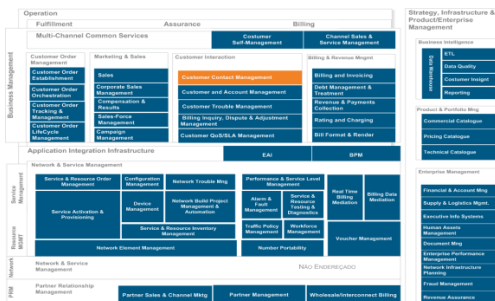 Operation
Fulfillment Assurance Billing
Multi-Channel Common Services
Costumer
Self-Management
Channel Sales &
Service Management
Business Management
Customer Order
Management
Customer Order
Establishment
Customer Order
Orchestration
Customer Order
Tracking &
Management
Customer Order
LifeCycle
Management
Marketing & Sales
Sales
Corporate Sales
Management
Compensation &
Results
Sales-Force
Management
Campaign
Management
Customer Interaction
Customer Contact Management
Customer and Account Management
Customer Trouble Management
Billing Inquiry, Dispute & Adjustment
Management
Customer QoS/SLA Management
Billing & Revenue Mngmt
Billing and Invoicing
Debt Management &
Treatment
Revenue & Payments
Collection
Rating and Charging
Bill Format & Render
Application Integration Infrastructure
EAI
BPM
Network & Service Management
Service
Management
Resource
MGMT
Service & Resource Order
Management
Configuration
Management
Network Trouble Mng
Service Activation &
Provisioning
Device
Management
Network Build Project
Management &
Automation
Service & Resource Inventory
Management
Network Element Management
Performance & Service Level
Management
Alarm &
Fault
Management
Service &
Resource
Testing &
Diagnostics
Traffic Policy
Management
Workforce
Management
Number Portability
Real Time
Billing
Mediation
Billing Data
Mediation
Voucher Management
Network
Network & Service
Management
NÃO ENDEREÇADO
PRM
Partner Relationship
Management
Partner Sales & Channel Mktg
Partner Management
Wholesale/Interconnect Billing
Strategy, Infrastructure &
Product/Enterprise
Management
Business Intelligence
Data Warehouse
ETL
Data Quality
Customer Insight
Reporting
Product & Portfolio Mng
Commercial Catalogue
Pricing Catalogue
Technical Catalogue
Enterprise Management
Financial & Account Mng
Supply & Logistics Mgmt.
Executive Info Systems
Human Assets
Management
Document Mng
Enterprise Performance
Management
Network Infrastructure
Planning
Fraud Management
Revenue Assurance